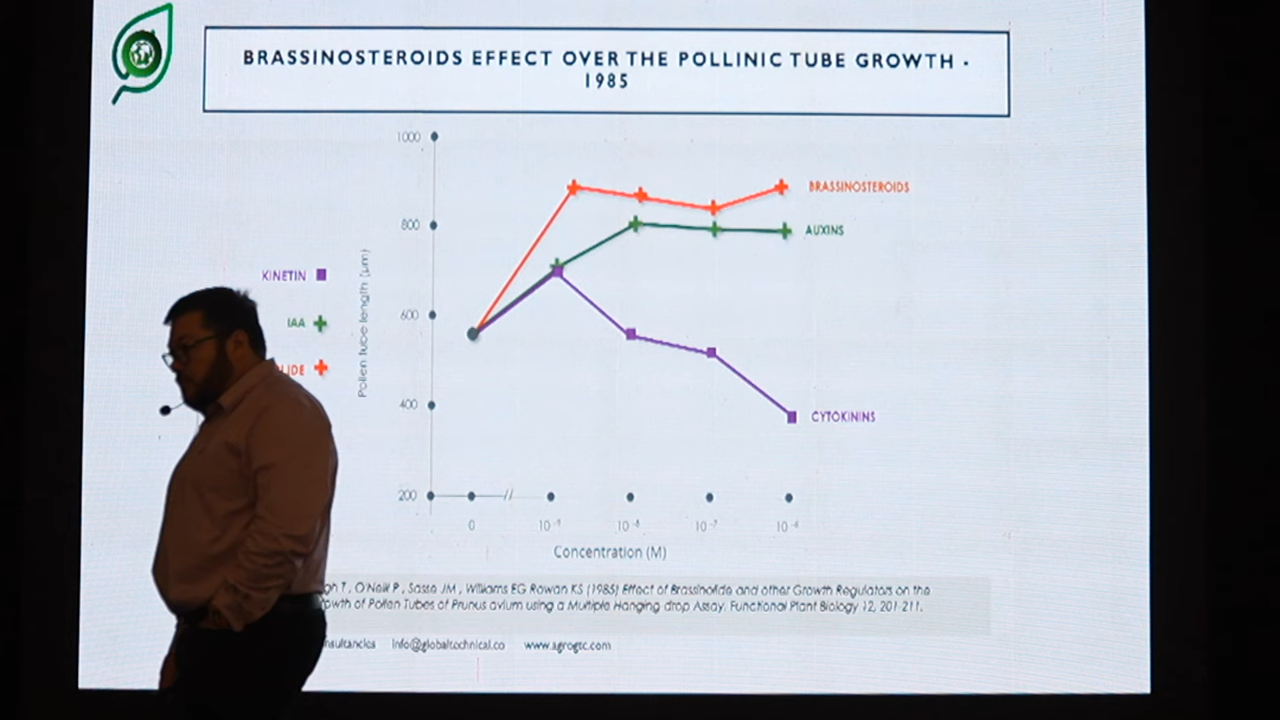 BRASSINOSTEROIDS EFFECT OVER THE POLLINIC TUBE GROWTH -
1985
1000
800
600
400
200
Pollen tube length (µm)
KINETIN
IAA
BRASSINOSTEROIDS
AUXINS
CYTOKININS
0
Concentration (M)
T, O'Neill P, Sasse JM, Williams EG Rowan KS (1985) Effect of Brassinolide and other Growth Regulators on the
of Pollen Tubes of Prunus avium using a Multiple Hanging drop Assay. Functional Plant Biology 12, 201-211.
info@globaltechnical.co www.agrogtc.com